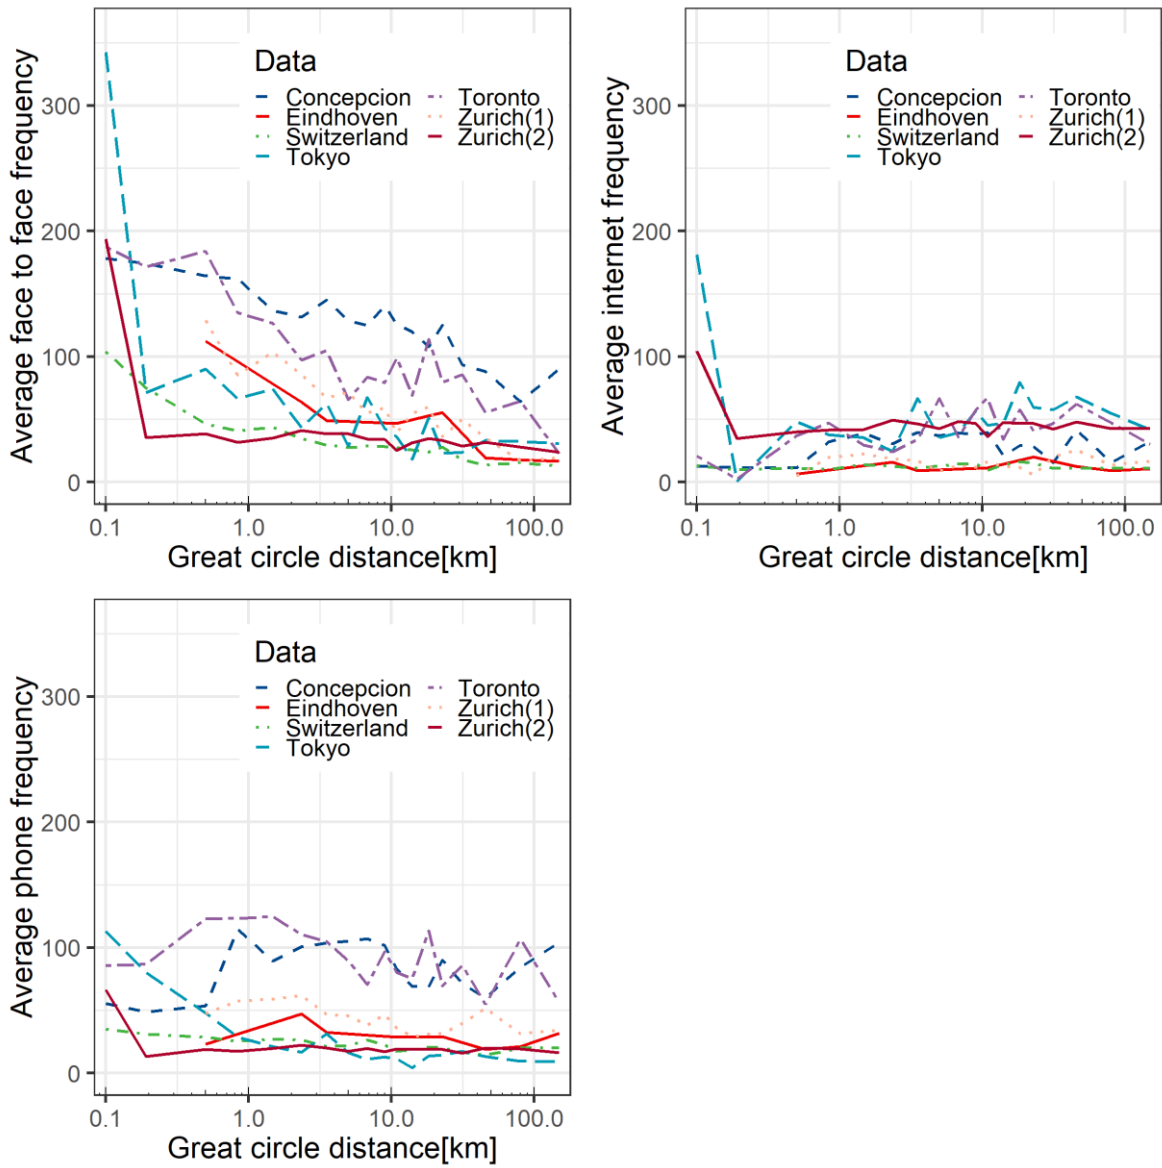 Average face to face frequency
300
200
100
0
Data
Concepcion
Eindhoven
Switzerland
Tokyo
Toronto
Zurich(1)
Zurich(2)
0.1 1.0 10.0 100.0
Great circle distance[km]
Average internet frequency
300
200
100
0
Data
Concepcion
Eindhoven
Switzerland
Tokyo
Toronto
Zurich(1)
Zurich(2)
0.1 1.0 10.0 100.0
Great circle distance[km]
Average phone frequency
300
200
100
0
Data
Concepcion
Eindhoven
Switzerland
Tokyo
Toronto
Zurich(1)
Zurich(2)
0.1 1.0 10.0 100.0
Great circle distance[km]